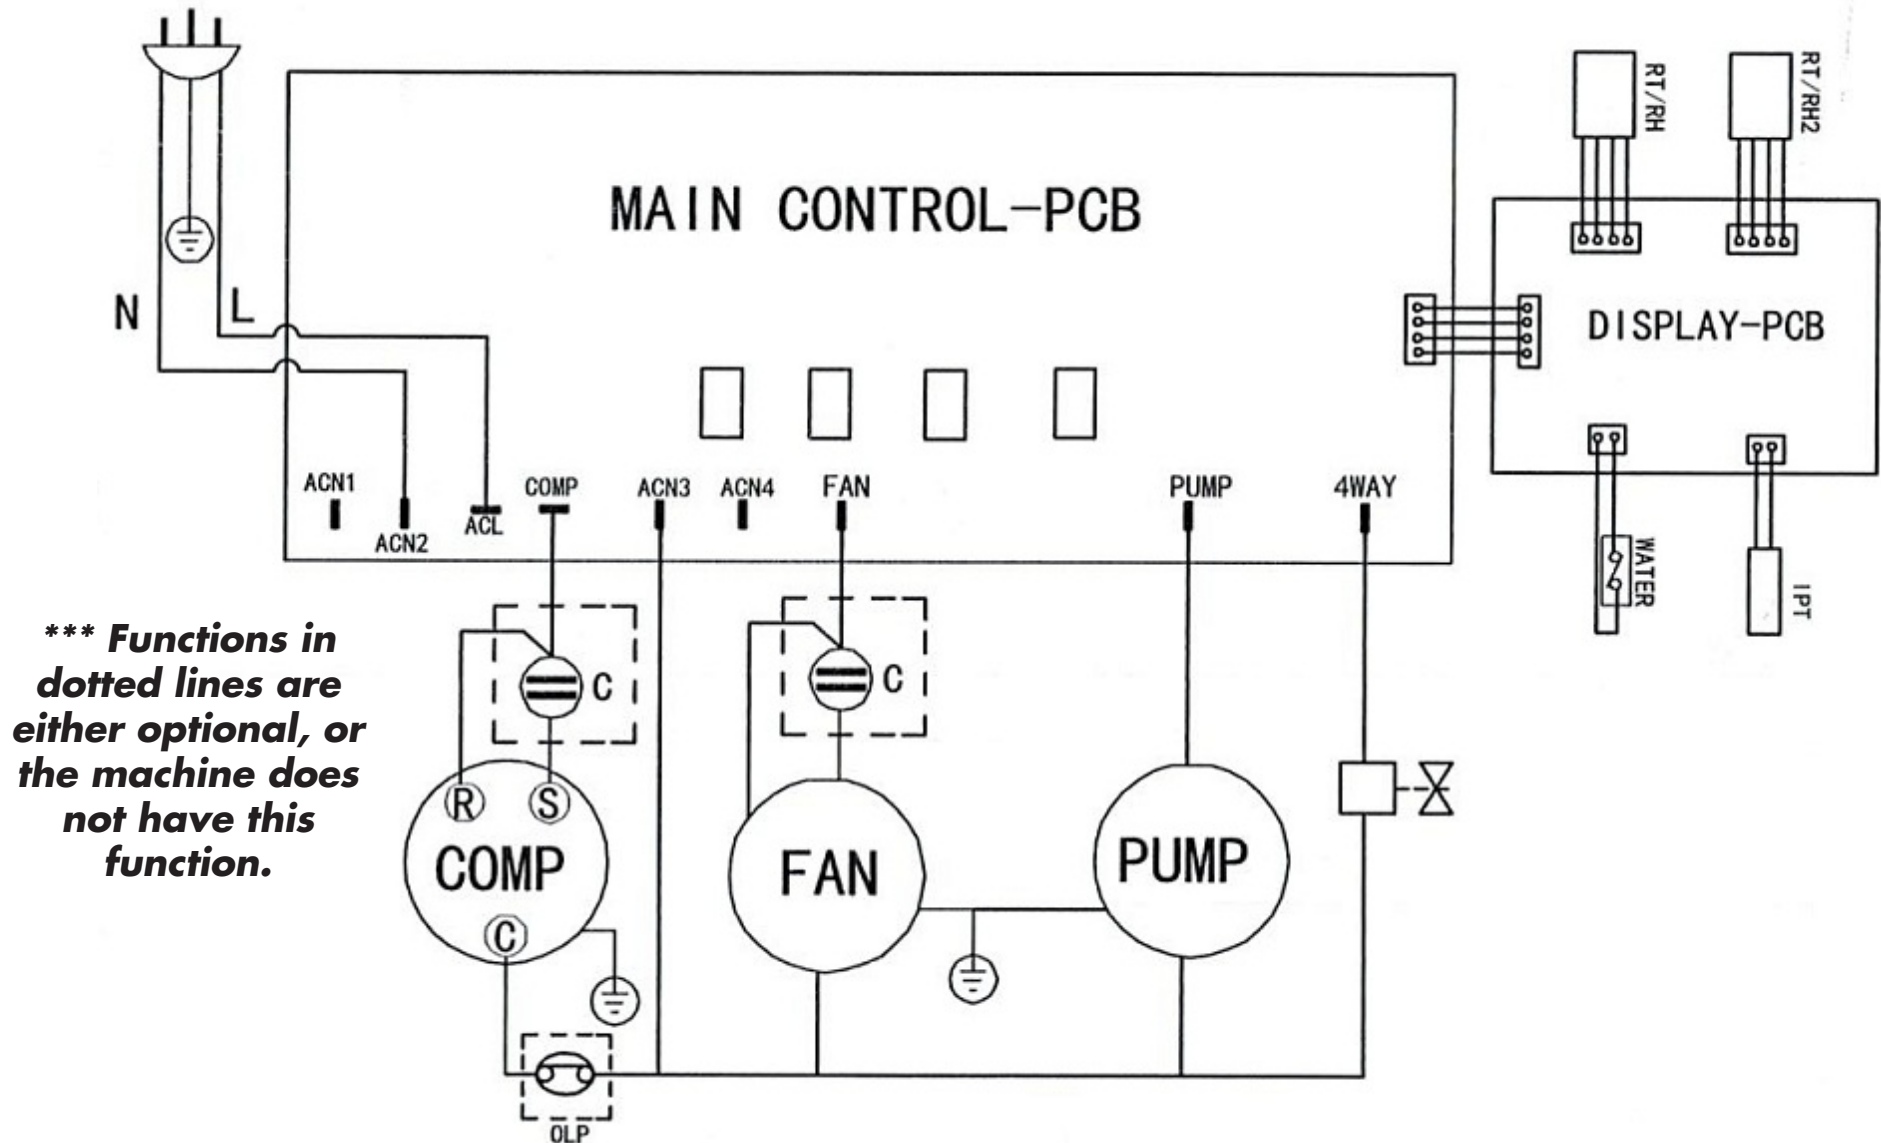 RT/RH
RT/RH2
MAIN CONTROL-PCB
N
L
DISPLAY-PCB
ACN1
ACN2
ACL
COMP
ACN3
ACN4
FAN
PUMP
4WAY
WATER
IPT
*** Functions in
dotted lines are
either optional, or
the machine does
not have this
function.
C
C
R
S
COMP
C
FAN
PUMP
OLP